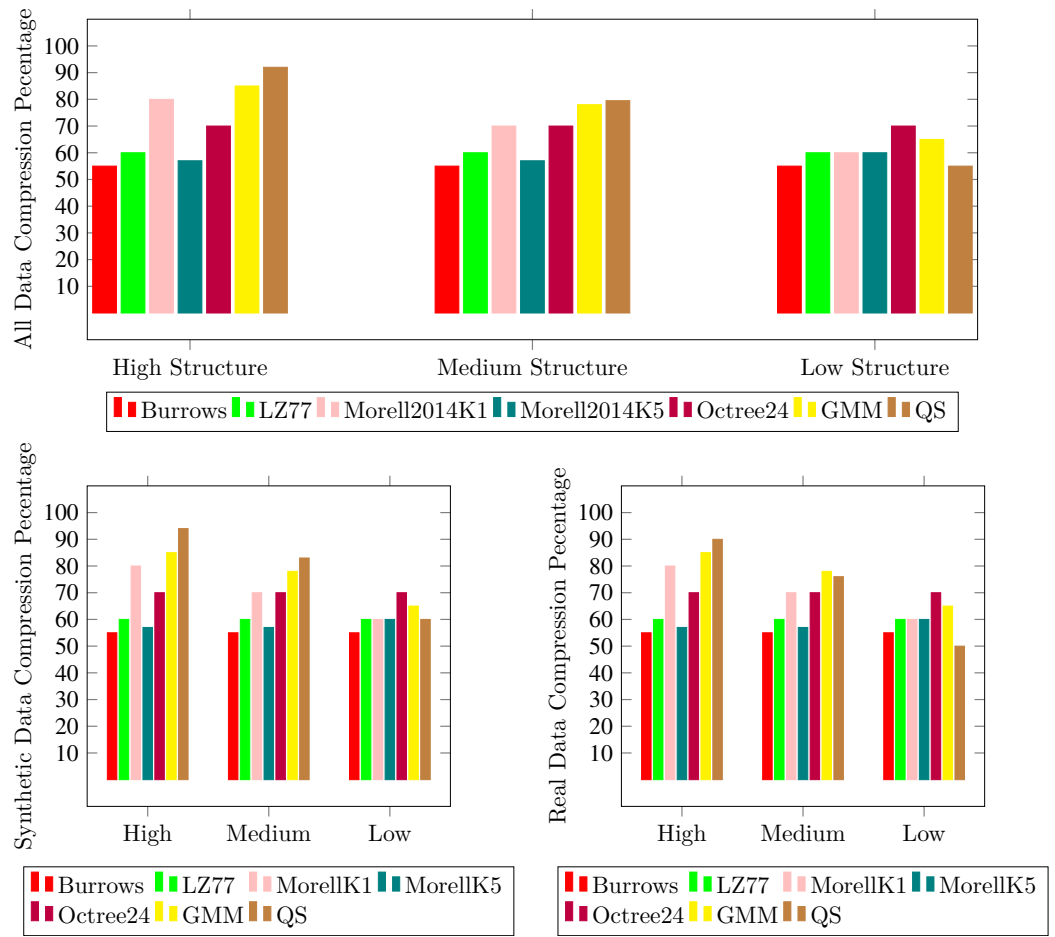 All Data Compression Pecentage
100
90
80
70
60
50
40
30
20
10
High Structure Medium Structure Low Structure
Burrows LZ77 Morell2014K1 Morell2014K5 Octree24 GMM QS
Synthetic Data Compression Pecentage
100
90
80
70
60
50
40
30
20
10
High Medium Low
Burrows LZ77 MorellK1 MorellK5
Octree24 GMM QS
Real Data Compression Pecentage
100
90
80
70
60
50
40
30
20
10
High Medium Low
Burrows LZ77 MorellK1 MorellK5
Octree24 GMM QS